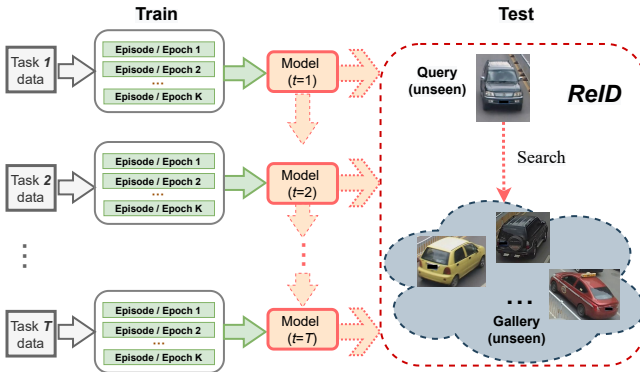 Train
Test
Task 1
data
Episode / Epoch 1
Episode / Epoch 2
...
Episode / Epoch K
Model
(t=1)
Query
(unseen)
ReID
Search
Task 2
data
Episode / Epoch 1
Episode / Epoch 2
...
Episode / Epoch K
Model
(t=2)
Task T
data
Episode / Epoch 1
Episode / Epoch 2
...
Episode / Epoch K
Model
(t=T)
...
Gallery
(unseen)